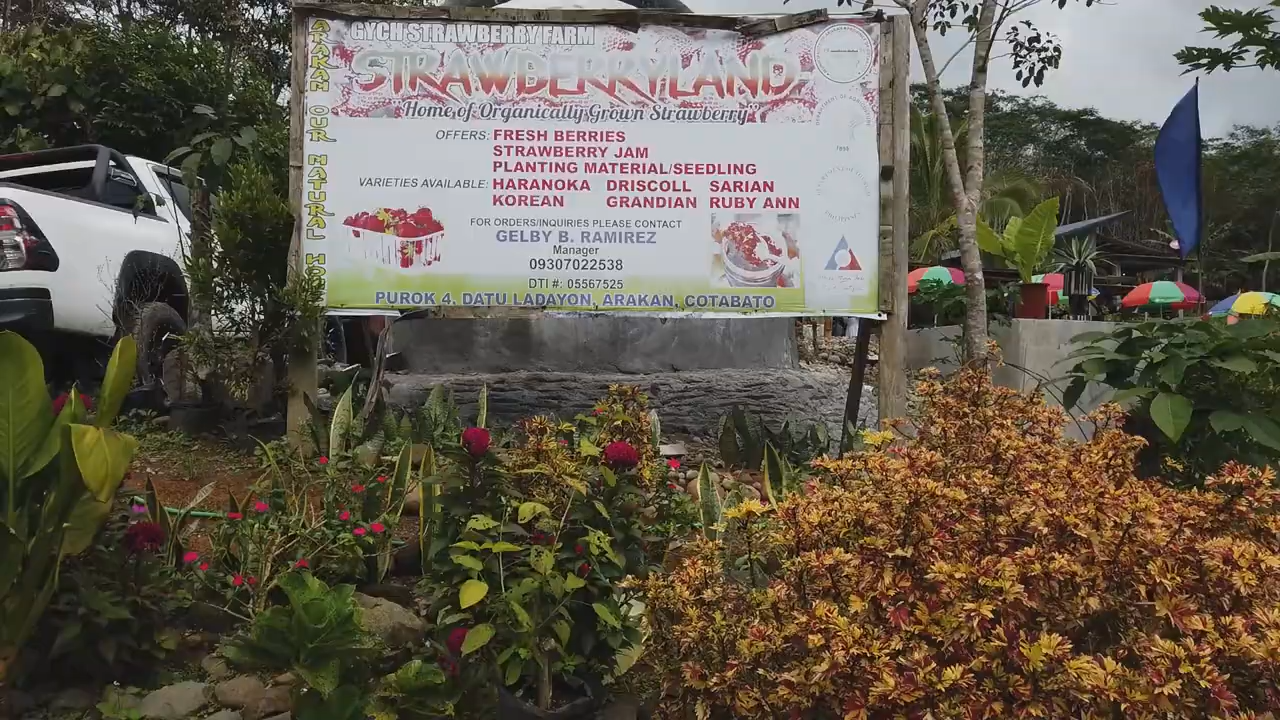 GYCH STRAWBERRY FARM
STRAWBERRYLAND
"Home of Organically Grown Strawberry"
OFFERS: FRESH BERRIES
STRAWBERRY JAM
PLANTING MATERIAL/SEEDLING
VARIETIES AVAILABLE: HARANOKA DRISCOLL SARIAN
KOREAN GRANDIAN RUBY ANN
FOR ORDERS/INQUIRIES PLEASE CONTACT
GELBY B. RAMIREZ
Manager
09307022538
DTI #: 05567525
PUROK 4, DATU LADAYON, ARAKAN, COTABATO
ARAKAN OUR NATURAL HOME